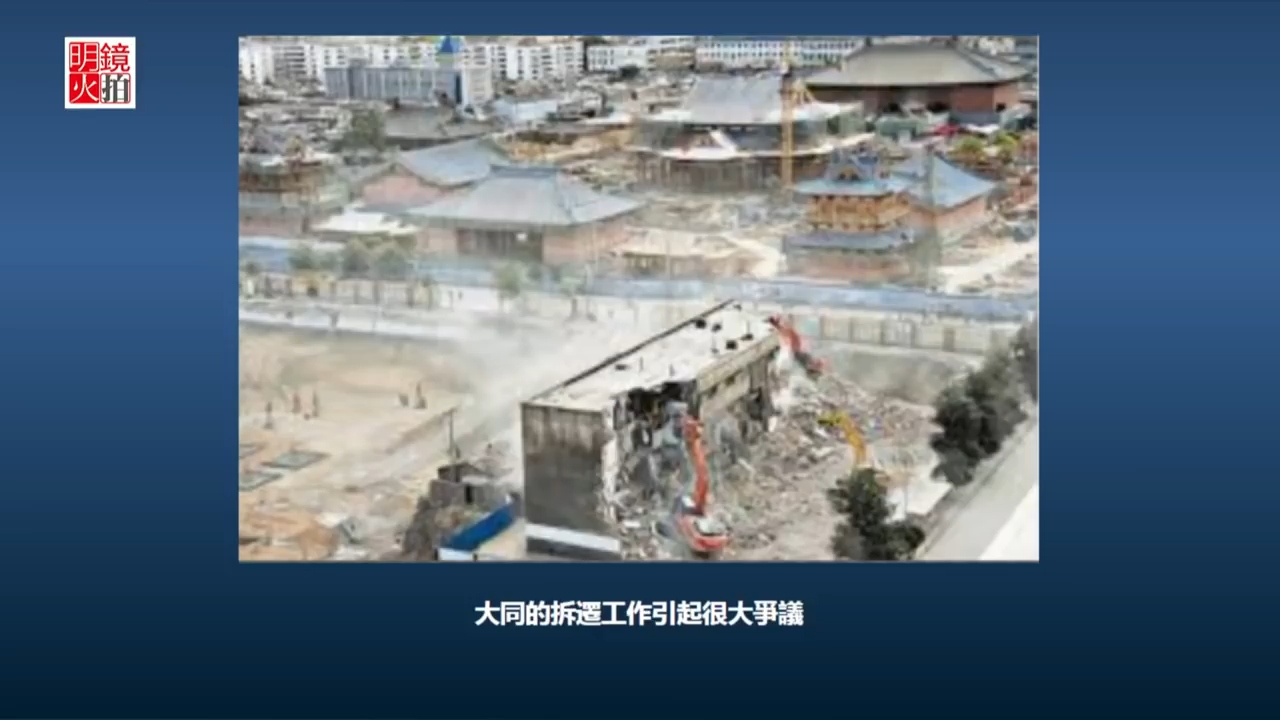 明鏡
火拍
大同的拆遷工作引起很大爭議